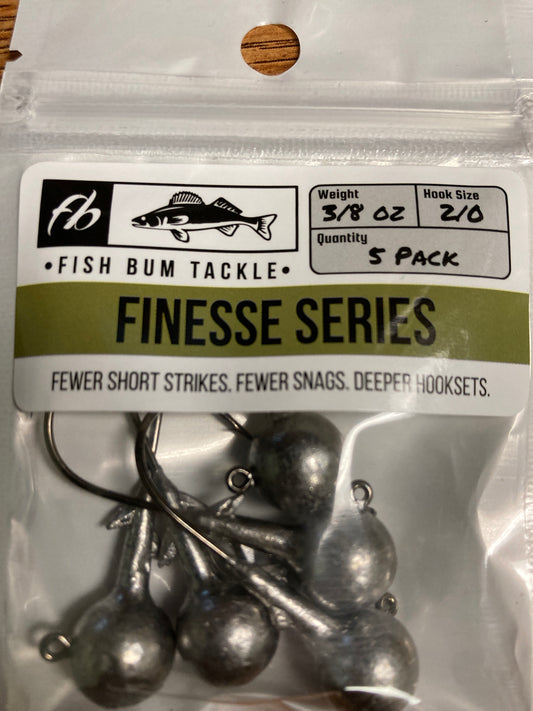 fb
•FISH BUM TACKLE•
Weight
3/8 OZ
Hook Size
2/0
Quantity
5 PACK
FINESSE SERIES
FEWER SHORT STRIKES. FEWER SNAGS. DEEPER HOOKSETS.